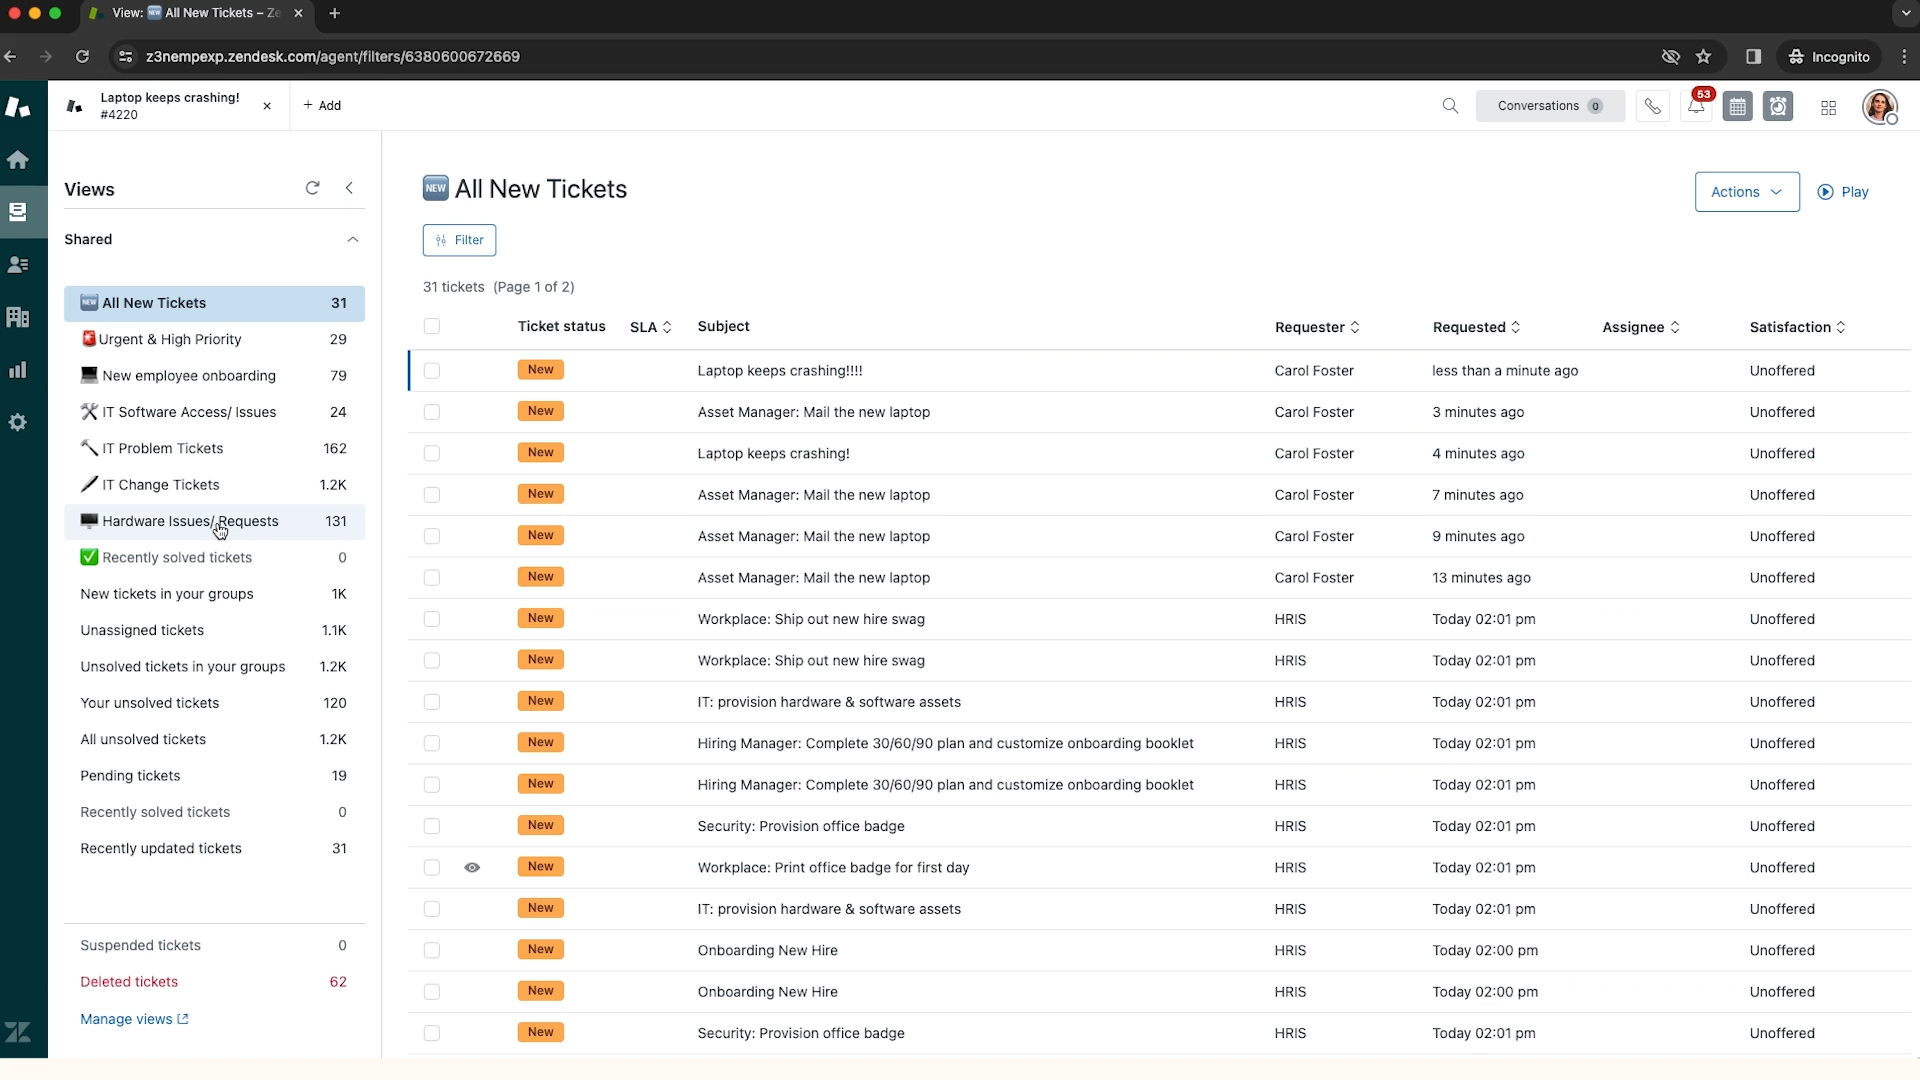 View: NEW All New Tickets – Ze
z3nempexp.zendesk.com/agent/filters/6380600672669
Incognito
Laptop keeps crashing!
#4220
+ Add
Conversations 0
53
Views
Shared
NEW All New Tickets 31
Urgent & High Priority 29
New employee onboarding 79
IT Software Access/ Issues 24
IT Problem Tickets 162
IT Change Tickets 1.2K
Hardware Issues/ Requests 131
Recently solved tickets 0
New tickets in your groups 1K
Unassigned tickets 1.1K
Unsolved tickets in your groups 1.2K
Your unsolved tickets 120
All unsolved tickets 1.2K
Pending tickets 19
Recently solved tickets 0
Recently updated tickets 31
Suspended tickets 0
Deleted tickets 62
Manage views
NEW All New Tickets
Actions
Play
Filter
31 tickets (Page 1 of 2)
Ticket status SLA Subject Requester Requested Assignee Satisfaction
New Laptop keeps crashing!!!! Carol Foster less than a minute ago Unoffered
New Asset Manager: Mail the new laptop Carol Foster 3 minutes ago Unoffered
New Laptop keeps crashing! Carol Foster 4 minutes ago Unoffered
New Asset Manager: Mail the new laptop Carol Foster 7 minutes ago Unoffered
New Asset Manager: Mail the new laptop Carol Foster 9 minutes ago Unoffered
New Asset Manager: Mail the new laptop Carol Foster 13 minutes ago Unoffered
New Workplace: Ship out new hire swag HRIS Today 02:01 pm Unoffered
New Workplace: Ship out new hire swag HRIS Today 02:01 pm Unoffered
New IT: provision hardware & software assets HRIS Today 02:01 pm Unoffered
New Hiring Manager: Complete 30/60/90 plan and customize onboarding booklet HRIS Today 02:01 pm Unoffered
New Hiring Manager: Complete 30/60/90 plan and customize onboarding booklet HRIS Today 02:01 pm Unoffered
New Security: Provision office badge HRIS Today 02:01 pm Unoffered
New Workplace: Print office badge for first day HRIS Today 02:01 pm Unoffered
New IT: provision hardware & software assets HRIS Today 02:01 pm Unoffered
New Onboarding New Hire HRIS Today 02:00 pm Unoffered
New Onboarding New Hire HRIS Today 02:00 pm Unoffered
New Security: Provision office badge HRIS Today 02:01 pm Unoffered